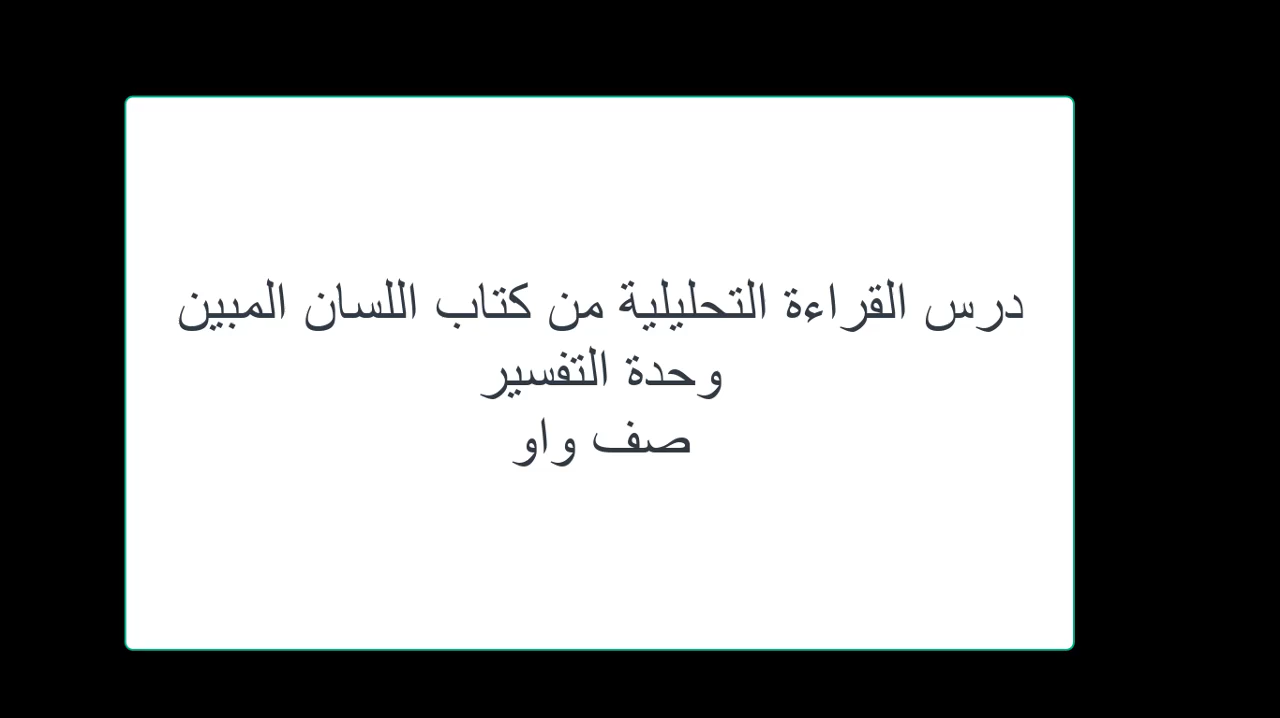 درس القراءة التحليلية من كتاب اللسان المبين
وحدة التفسير
صف واو